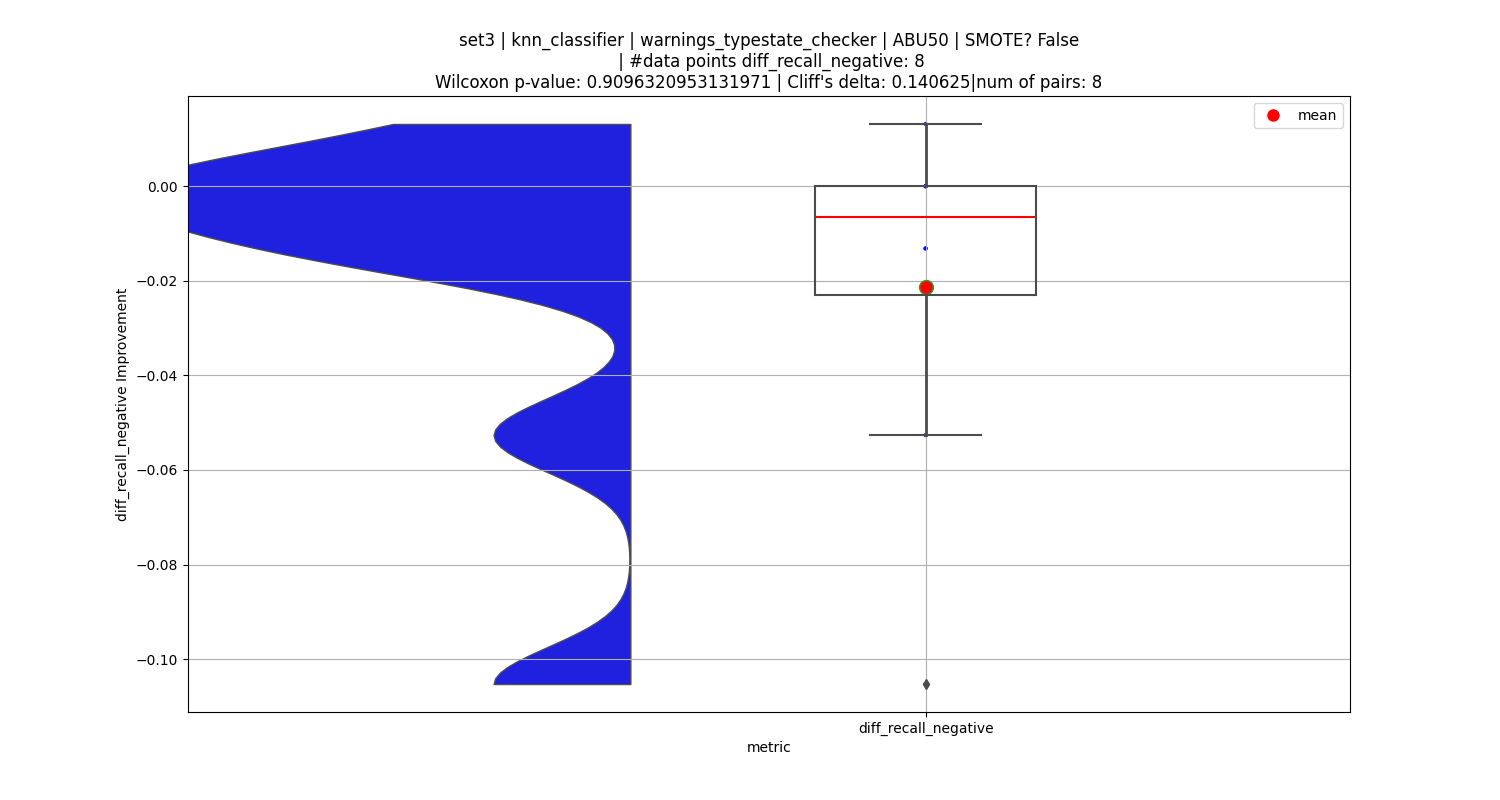 set3 | knn_classifier | warnings_typestate_checker | ABU50 | SMOTE? False
| #data points diff_recall_negative: 8
Wilcoxon p-value: 0.9096320953131971 | Cliff's delta: 0.140625|num of pairs: 8
mean
0.00
−0.02
−0.04
−0.06
−0.08
−0.10
diff_recall_negative Improvement
diff_recall_negative
metric